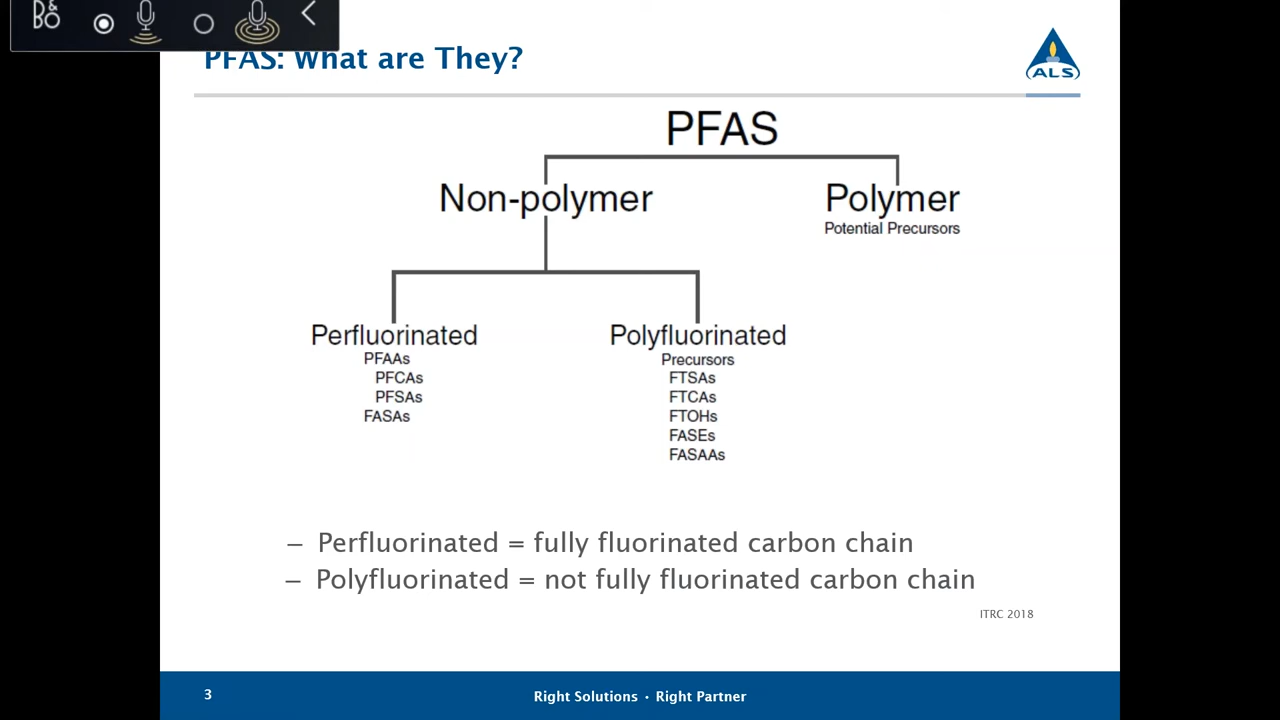 B&O
PFAS: What are They?
ALS
PFAS
Non-polymer
Polymer
Potential Precursors
Perfluorinated
PFAAs
PFCAs
PFSAs
FASAs
Polyfluorinated
Precursors
FTSAs
FTCAs
FTOHs
FASEs
FASAAs
– Perfluorinated = fully fluorinated carbon chain
– Polyfluorinated = not fully fluorinated carbon chain
ITRC 2018
3
Right Solutions · Right Partner